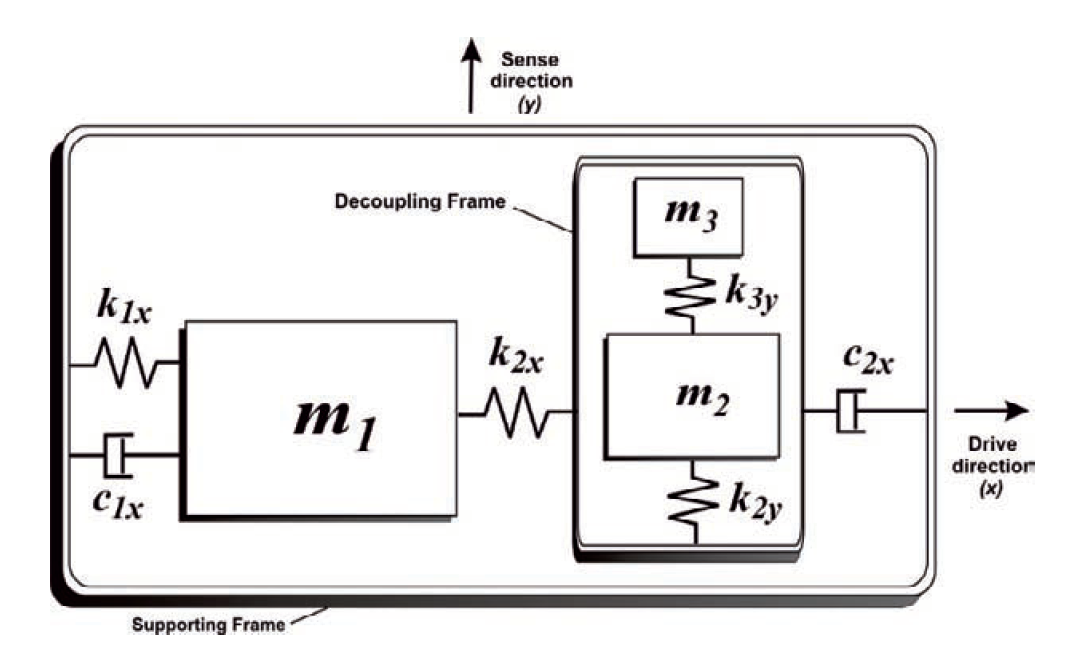 Sense
direction
(y)
Decoupling Frame
m3
k3y
k1x
k2x
c2x
m1
m2
Drive
direction
(x)
c1x
k2y
Supporting Frame